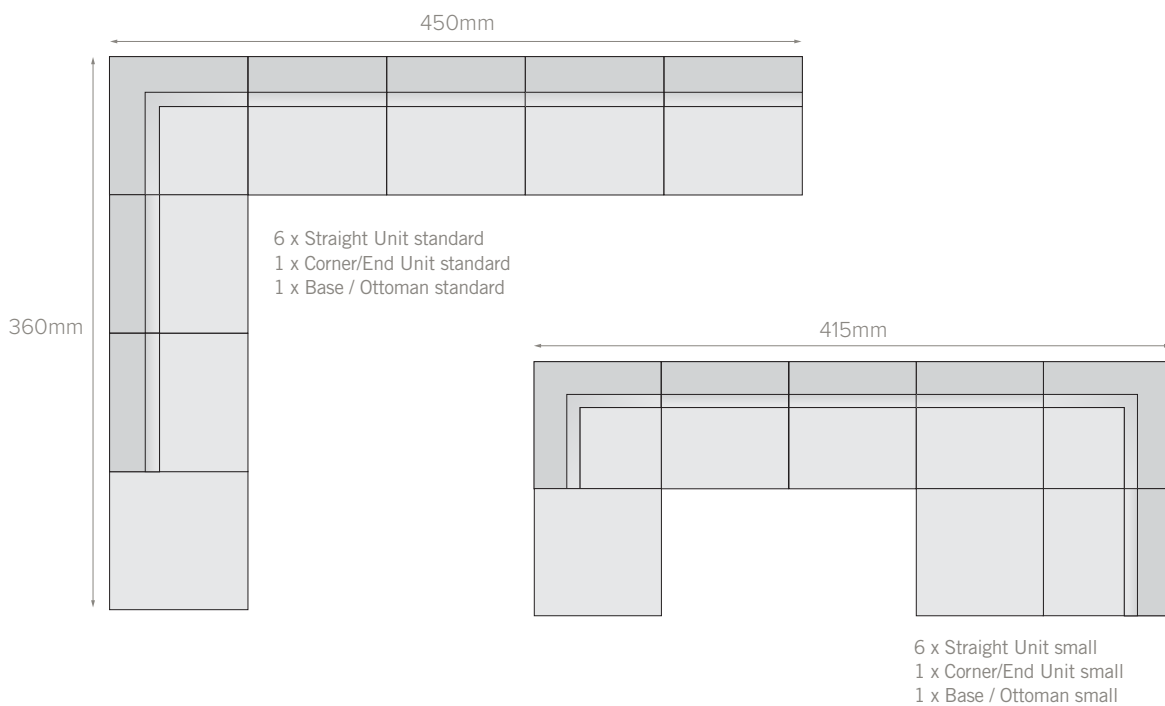 450mm
360mm
6 x Straight Unit standard
1 x Corner/End Unit standard
1 x Base / Ottoman standard
415mm
6 x Straight Unit small
1 x Corner/End Unit small
1 x Base / Ottoman small